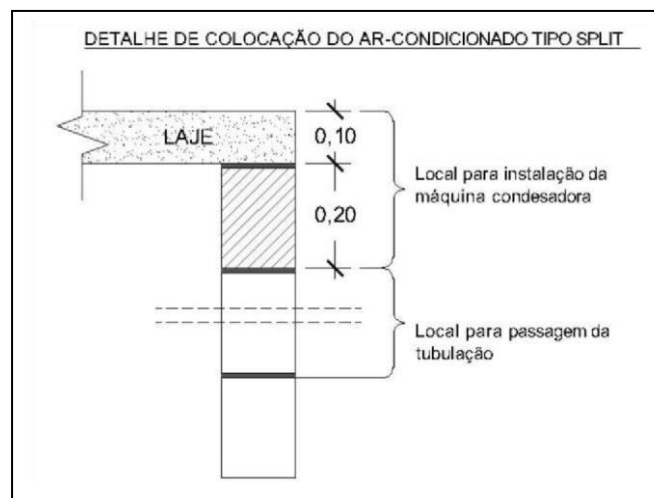 DETALHE DE COLOCAÇÃO DO AR-CONDICIONADO TIPO SPLIT
LAJE
0,10
0,20
Local para instalação da
máquina condesadora
Local para passagem da
tubulação